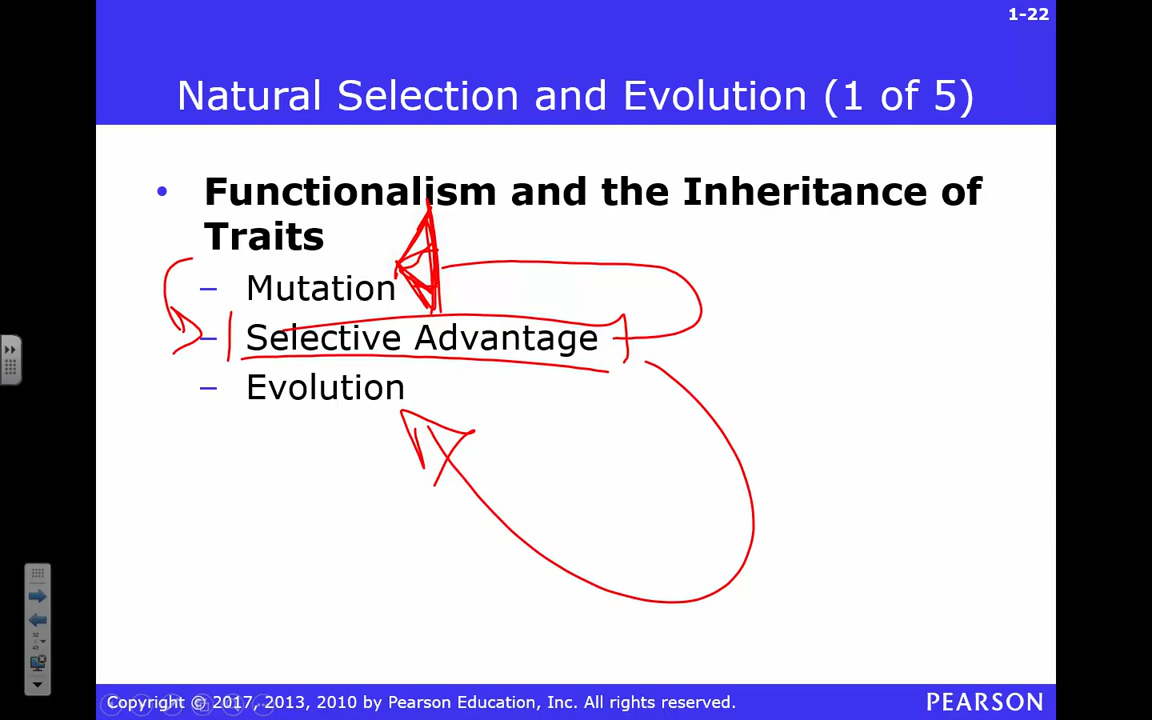 1-22
Natural Selection and Evolution (1 of 5)
• Functionalism and the Inheritance of
Traits
– Mutation
– Selective Advantage
– Evolution
Copyright © 2017, 2013, 2010 by Pearson Education, Inc. All rights reserved.
PEARSON